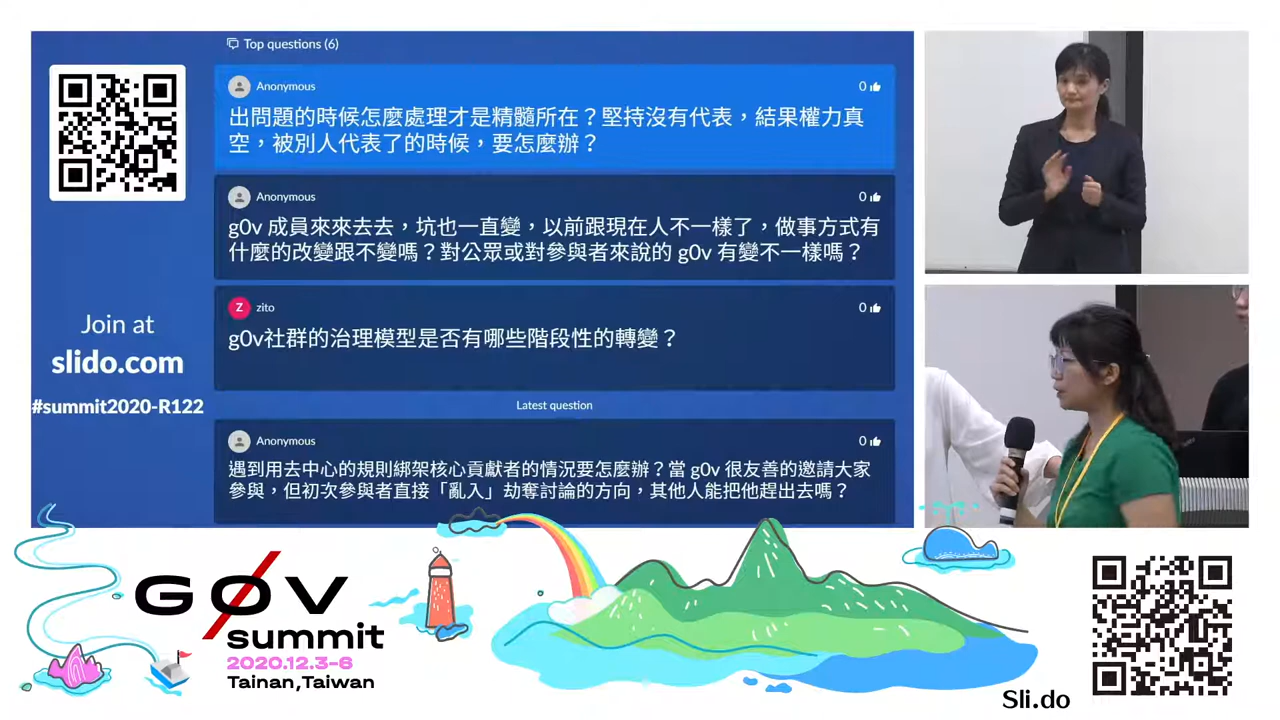 Top questions (6)
Anonymous
0
出問題的時候怎麼處理才是精髓所在？堅持沒有代表，結果權力真
空，被別人代表了的時候，要怎麼辦？
Anonymous
0
g0v 成員來來去去，坑也一直變，以前跟現在人不一樣了，做事方式有
什麼的改變跟不變嗎？對公眾或對參與者來說的 g0v 有變不一樣嗎？
Z
zito
0
g0v社群的治理模型是否有哪些階段性的轉變？
Latest question
Anonymous
0
遇到用去中心的規則綁架核心貢獻者的情況要怎麼辦？當 g0v 很友善的邀請大家
參與，但初次參與者直接「亂入」劫奪討論的方向，其他人能把他趕出去嗎？
Join at
slido.com
#summit2020-R122
G0V
summit
2020.12.3-6
Tainan,Taiwan
Sli.do